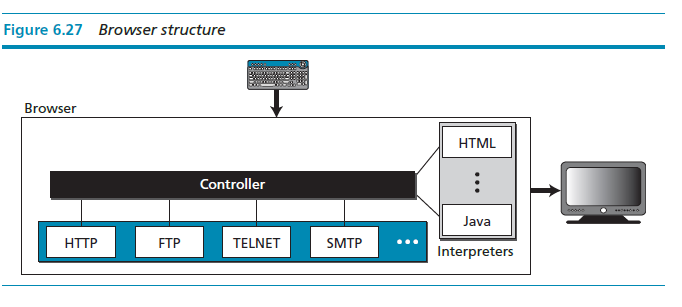 Figure 6.27 Browser structure
Browser
HTML
Controller
Java
HTTP FTP TELNET SMTP
Interpreters